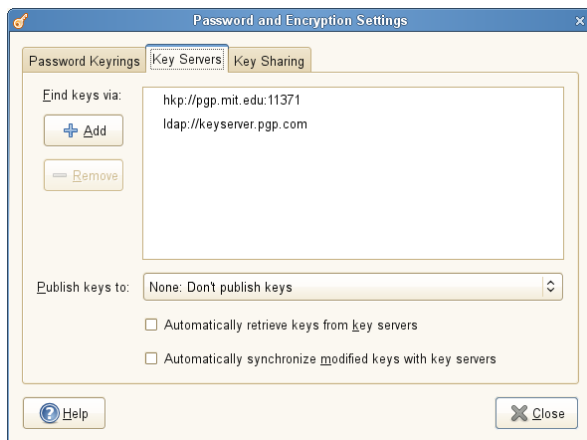 Password and Encryption Settings
Password Keyrings Key Servers Key Sharing
Find keys via:
hkp://pgp.mit.edu:11371
ldap://keyserver.pgp.com
Add
Remove
Publish keys to: None: Don't publish keys
Automatically retrieve keys from key servers
Automatically synchronize modified keys with key servers
Help Close